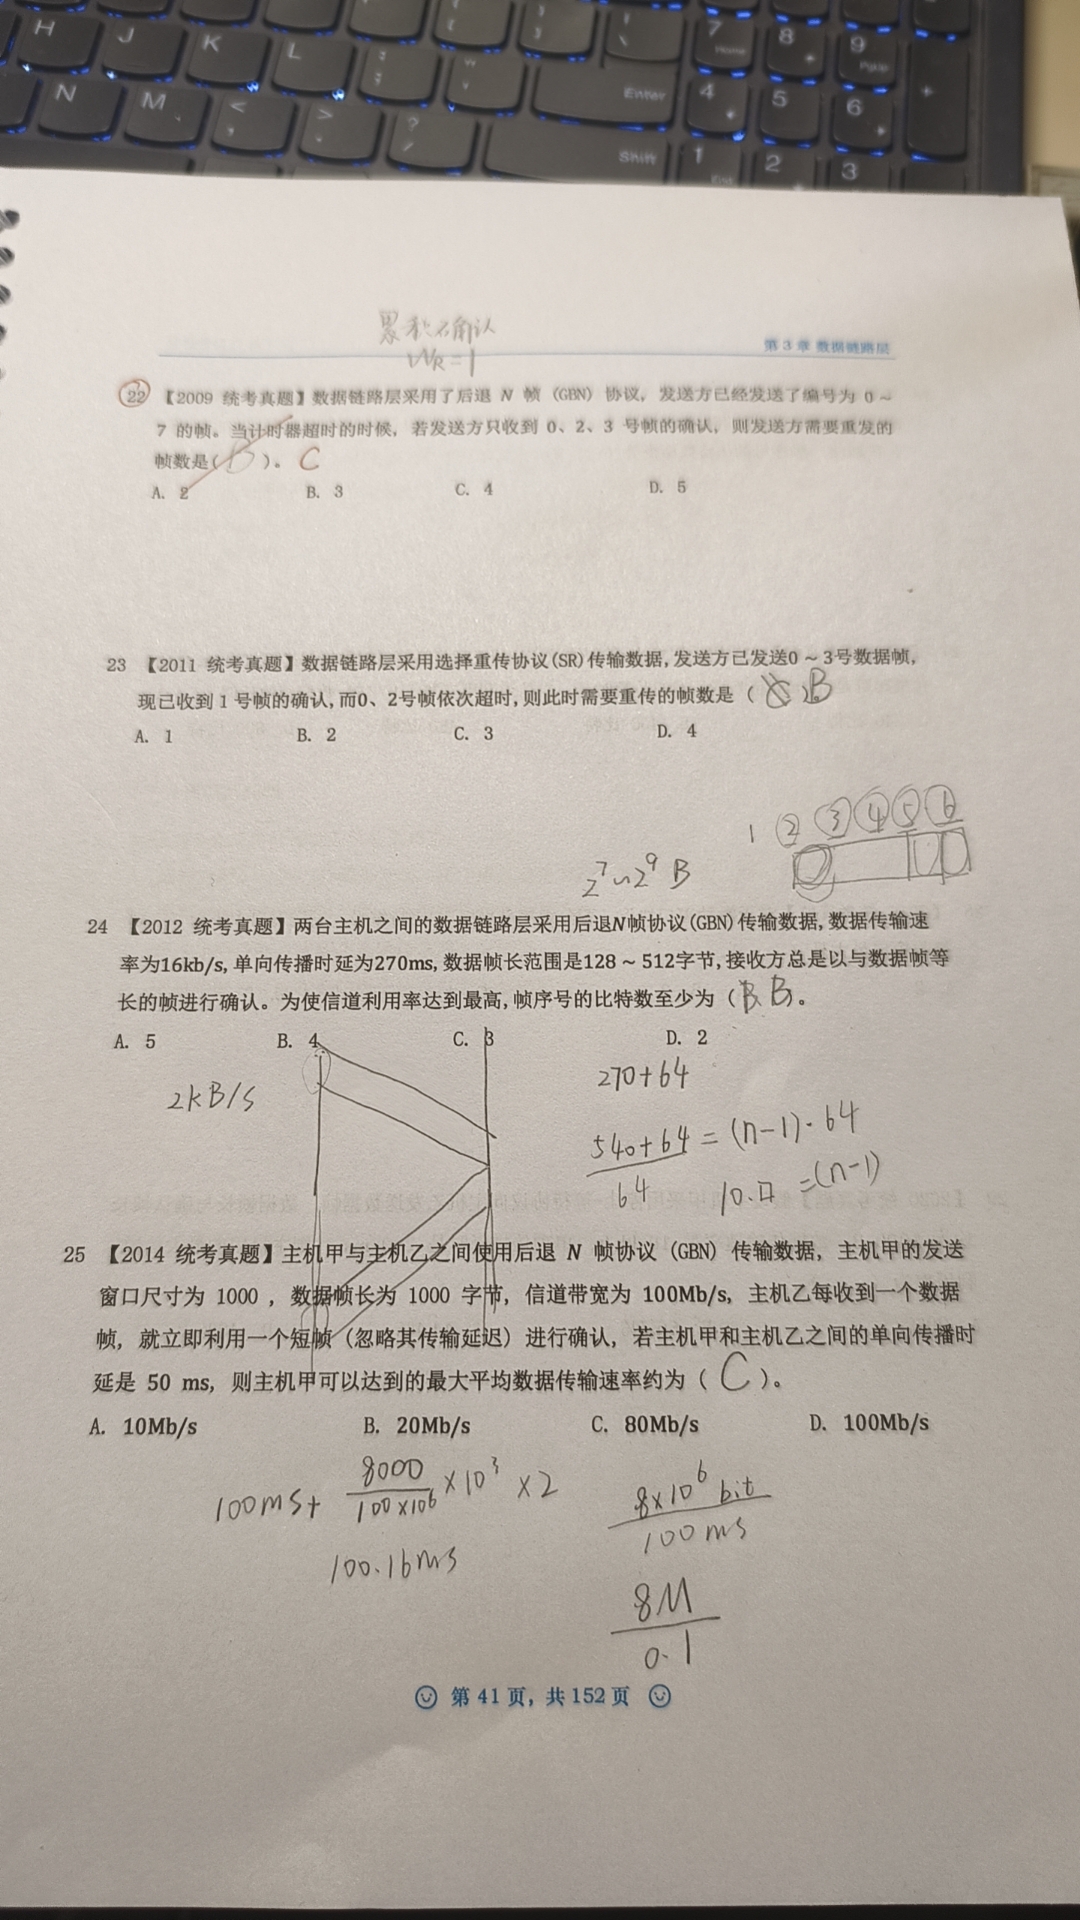 H J K L
7 8 9
Home
PgUp
N M < >
, . ? /
Enter 4 5 6 +
Shift 1 2 3
End
累积确认
WR=1
第 3 章 数据链路层
22 【2009 统考真题】数据链路层采用了后退 N 帧（GBN）协议，发送方已经发送了编号为 0～
7 的帧。当计时器超时的时候，若发送方只收到 0、2、3 号帧的确认，则发送方需要重发的
帧数是（B）。C
A. 2 B. 3 C. 4 D. 5
23 【2011 统考真题】数据链路层采用选择重传协议(SR)传输数据,发送方已发送0～3号数据帧,
现已收到 1 号帧的确认,而0、2号帧依次超时,则此时需要重传的帧数是（ B
A. 1 B. 2 C. 3 D. 4
1 2 3 4 5 6
2⁷~2⁹ B
24 【2012 统考真题】两台主机之间的数据链路层采用后退N帧协议(GBN)传输数据,数据传输速
率为16kb/s,单向传播时延为270ms,数据帧长范围是128～512字节,接收方总是以与数据帧等
长的帧进行确认。为使信道利用率达到最高,帧序号的比特数至少为（B B。
A. 5 B. 4 C. 3 D. 2
2kB/s
270+64
540+64 = (n-1)·64
64
10. =(n-1)
25 【2014 统考真题】主机甲与主机乙之间使用后退 N 帧协议（GBN）传输数据，主机甲的发送
窗口尺寸为 1000 ，数据帧长为 1000 字节，信道带宽为 100Mb/s，主机乙每收到一个数据
帧，就立即利用一个短帧（忽略其传输延迟）进行确认，若主机甲和主机乙之间的单向传播时
延是 50 ms，则主机甲可以达到的最大平均数据传输速率约为（ C ）。
A. 10Mb/s B. 20Mb/s C. 80Mb/s D. 100Mb/s
100ms+ 8000/100×10⁶ ×10³ ×2
100.16ms
8×10⁶ bit
100ms
8M
0.1
第 41 页，共 152 页